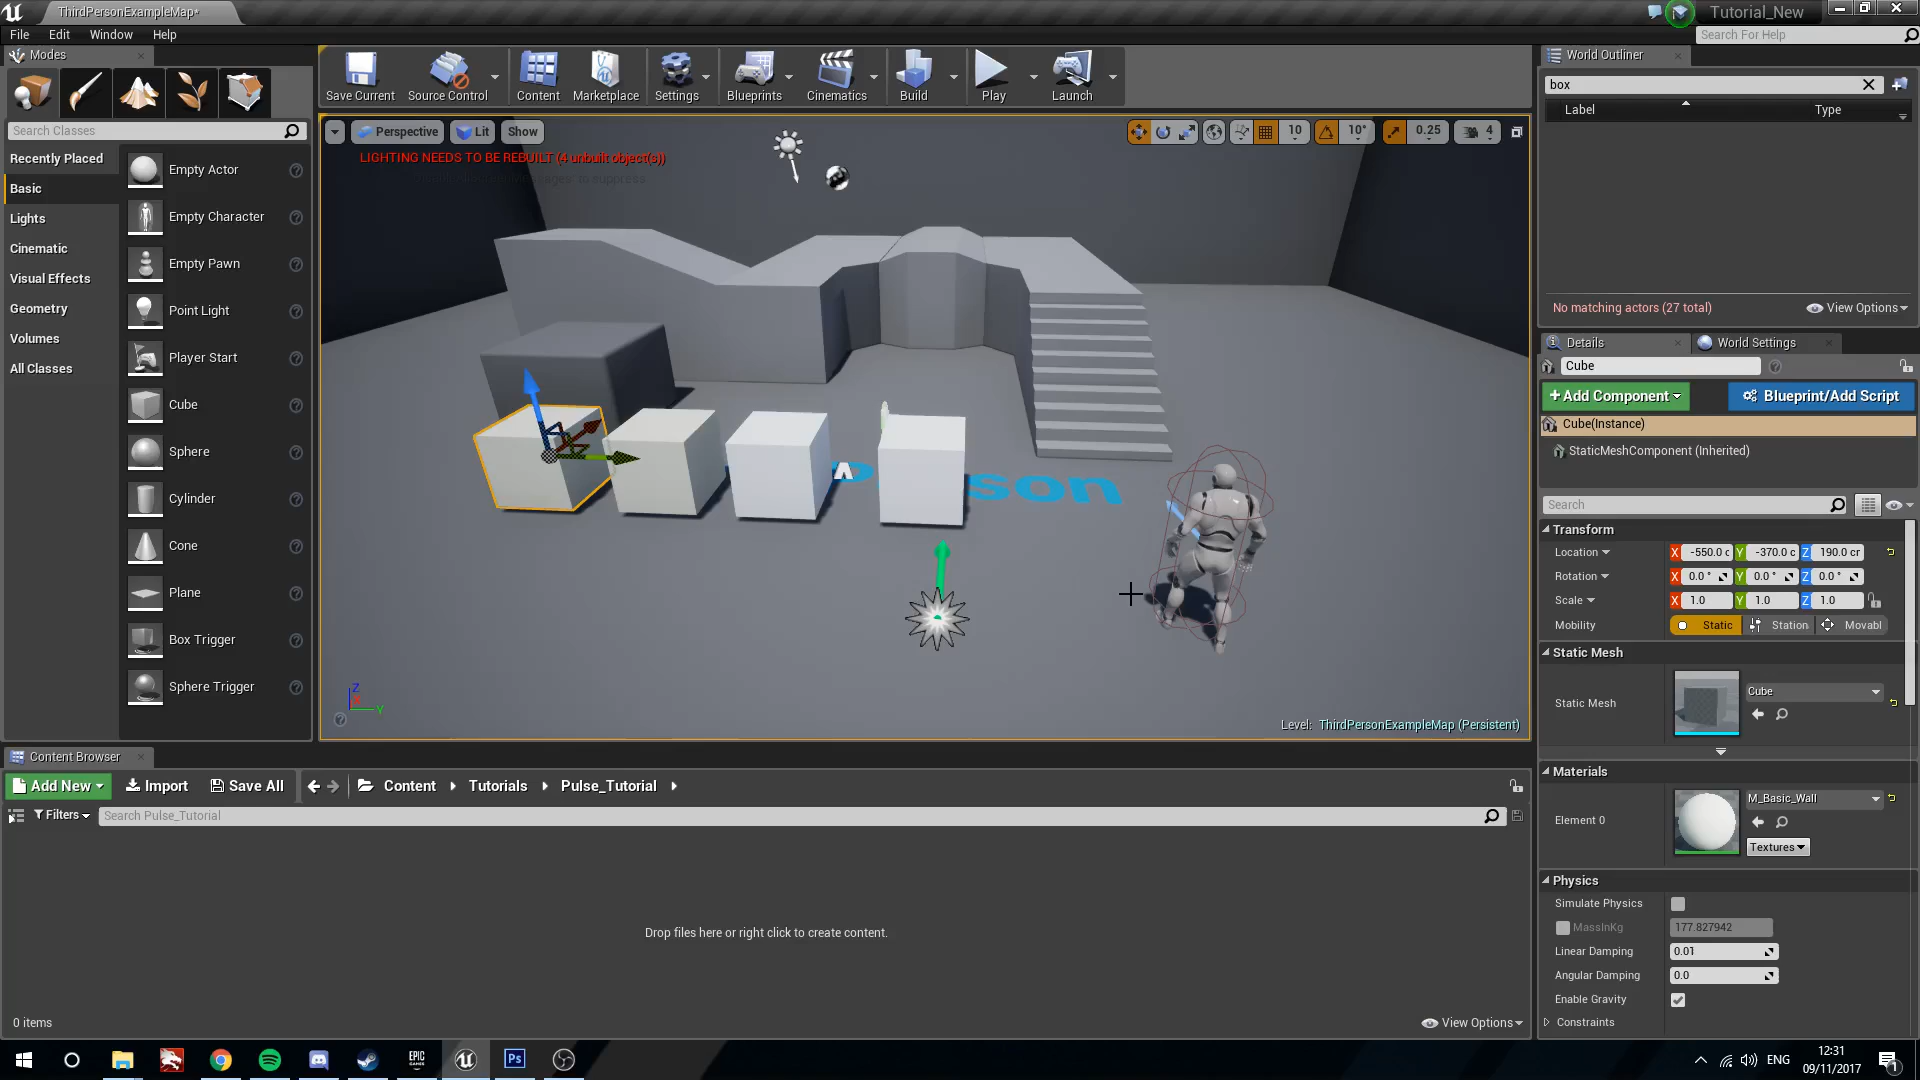 ThirdPersonExampleMap*
Tutorial_New
File Edit Window Help
Search For Help
Modes
Search Classes
Recently Placed
Basic
Lights
Cinematic
Visual Effects
Geometry
Volumes
All Classes
Empty Actor
Empty Character
Empty Pawn
Point Light
Player Start
Cube
Sphere
Cylinder
Cone
Plane
Box Trigger
Sphere Trigger
Save Current
Source Control
Content
Marketplace
Settings
Blueprints
Cinematics
Build
Play
Launch
Perspective
Lit
Show
10
10°
0.25
4
LIGHTING NEEDS TO BE REBUILT (4 unbuilt object(s))
to suppress
son
Z
Y
Level: ThirdPersonExampleMap (Persistent)
World Outliner
box
Label
Type
No matching actors (27 total)
View Options
Details
World Settings
Cube
+Add Component
Blueprint/Add Script
Cube(Instance)
StaticMeshComponent (Inherited)
Search
Transform
Location X -550.0 c Y -370.0 c Z 190.0 cr
Rotation X 0.0 ° Y 0.0 ° Z 0.0 °
Scale X 1.0 Y 1.0 Z 1.0
Mobility Static Station Movabl
Static Mesh
Static Mesh
Cube
Materials
Element 0
M_Basic_Wall
Textures
Physics
Simulate Physics
MassInKg 177.827942
Linear Damping 0.01
Angular Damping 0.0
Enable Gravity
Constraints
Content Browser
Add New
Import
Save All
Content
Tutorials
Pulse_Tutorial
Filters
Search Pulse_Tutorial
Drop files here or right click to create content.
0 items
View Options
EPIC
GAMES
Ps
ENG
12:31
09/11/2017
1